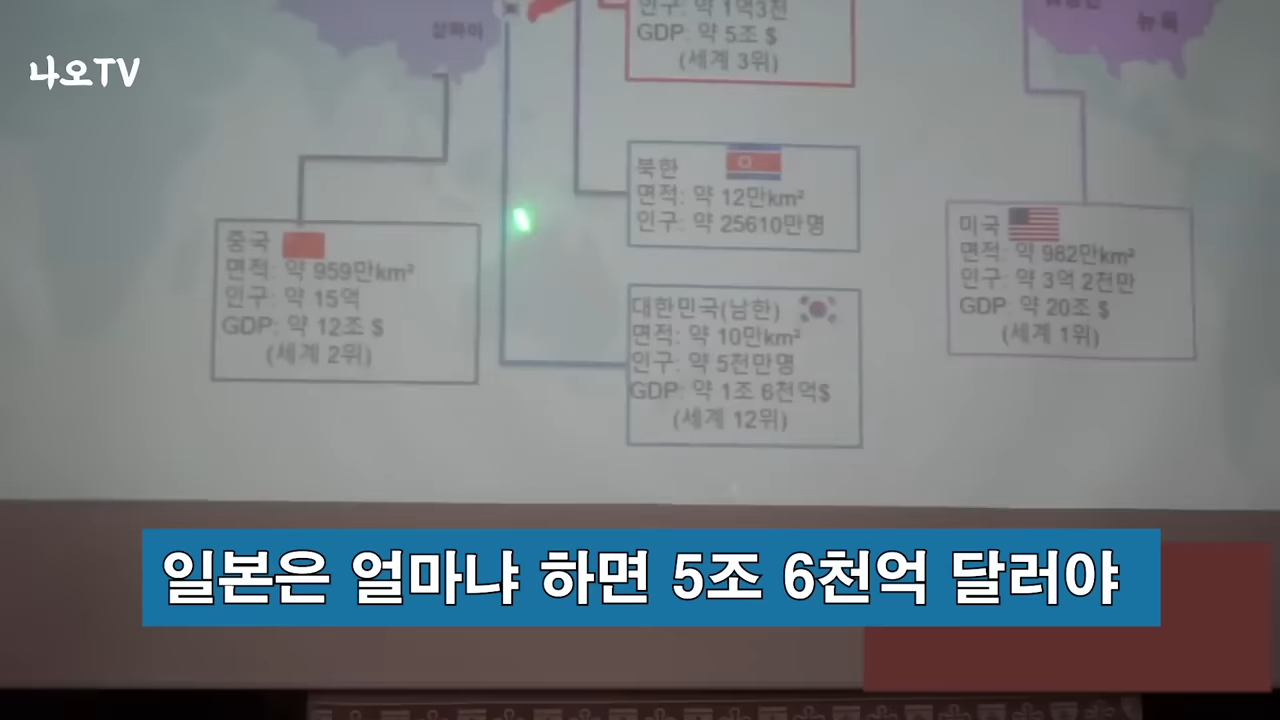 나오TV
상하이
뉴욕
인구: 약 1억3천
GDP: 약 5조 $
(세계 3위)
북한
면적: 약 12만km²
인구: 약 25610만명
중국
면적: 약 959만km²
인구: 약 15억
GDP: 약 12조 $
(세계 2위)
대한민국(남한)
면적: 약 10만km²
인구: 약 5천만명
GDP: 약 1조 6천억$
(세계 12위)
미국
면적: 약 982만km²
인구: 약 3억 2천만
GDP: 약 20조 $
(세계 1위)
일본은 얼마냐 하면 5조 6천억 달러야